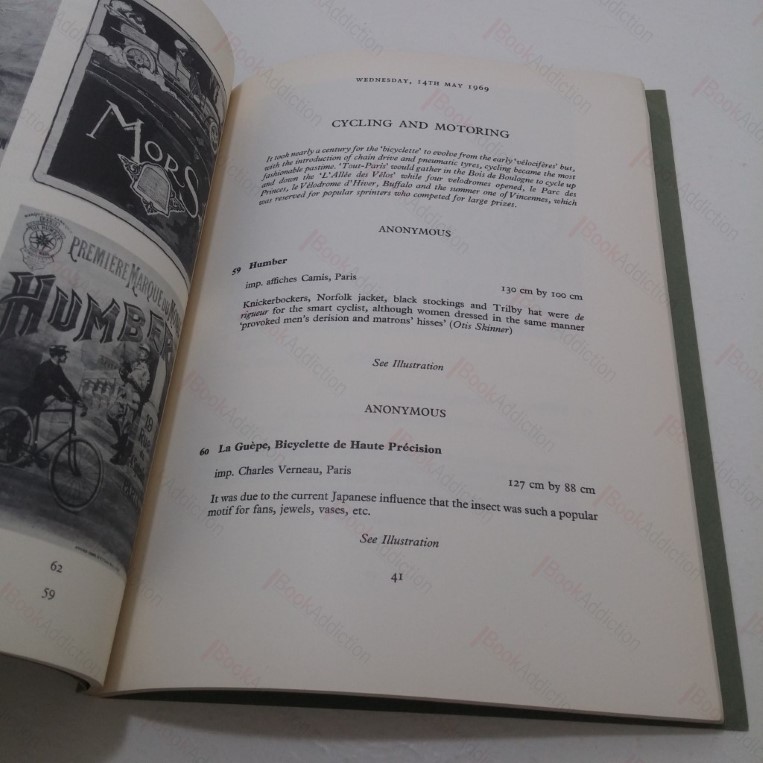 MORS
PREMIERE MARQUE DU
HUMBER
18
62
59
WEDNESDAY, 14TH MAY 1969
CYCLING AND MOTORING
It took nearly a century for the 'bicyclette' to evolve from the early 'vélocifères' but,
with the introduction of chain drive and pneumatic tyres, cycling became the most
fashionable pastime. 'Tout-Paris' would gather in the Bois de Boulogne to cycle up
and down the 'L'Allée des Vélos' while four velodromes opened, le Parc des
Princes, le Vélodrome d'Hiver, Buffalo and the summer one of Vincennes, which
was reserved for popular sprinters who competed for large prizes.
ANONYMOUS
59 Humber
imp. affiches Camis, Paris
130 cm by 100 cm
Knickerbockers, Norfolk jacket, black stockings and Trilby hat were de
rigueur for the smart cyclist, although women dressed in the same manner
'provoked men's derision and matrons' hisses' (Otis Skinner)
See Illustration
ANONYMOUS
60 La Guèpe, Bicyclette de Haute Précision
imp. Charles Verneau, Paris
127 cm by 88 cm
It was due to the current Japanese influence that the insect was such a popular
motif for fans, jewels, vases, etc.
See Illustration
41
BookAddiction